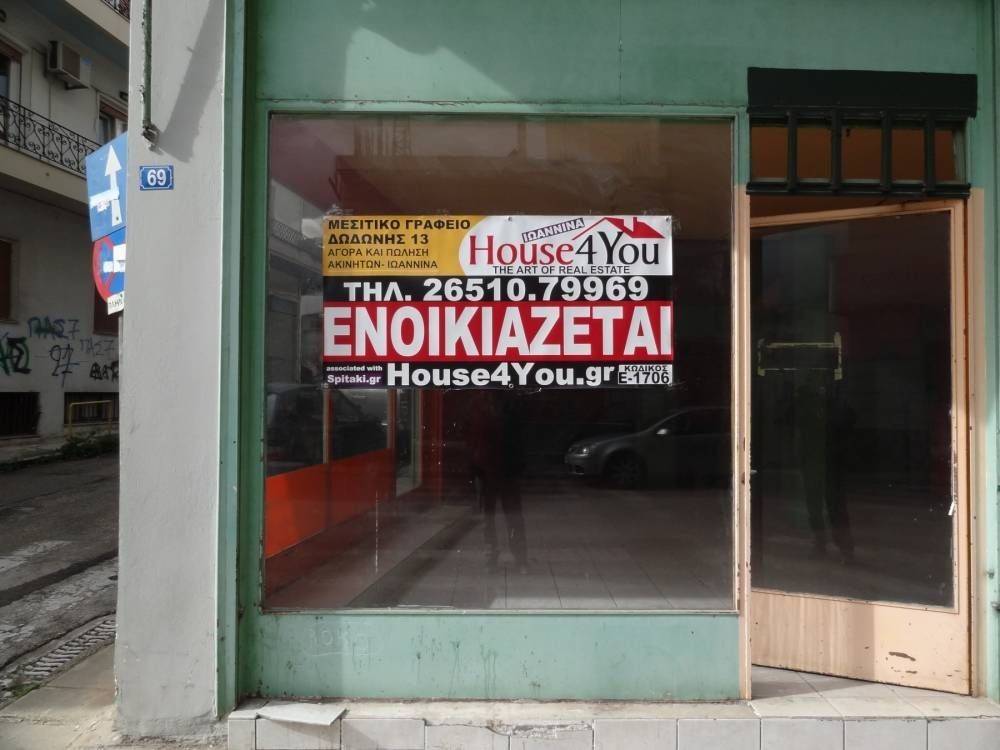 69
ΜΕΣΙΤΙΚΟ ΓΡΑΦΕΙΟ
ΔΩΔΩΝΗΣ 13
ΑΓΟΡΑ ΚΑΙ ΠΩΛΗΣΗ
ΑΚΙΝΗΤΩΝ- ΙΩΑΝΝΙΝΑ
ΙΩΑΝΝΙΝΑ
House4You
THE ART OF REAL ESTATE
ΤΗΛ. 26510.79969
ΕΝΟΙΚΙΑΖΕΤΑΙ
associated with
Spitaki.gr
House4You.gr
ΚΩΔΙΚΟΣ
Ε-1706
ΠΑΣ7